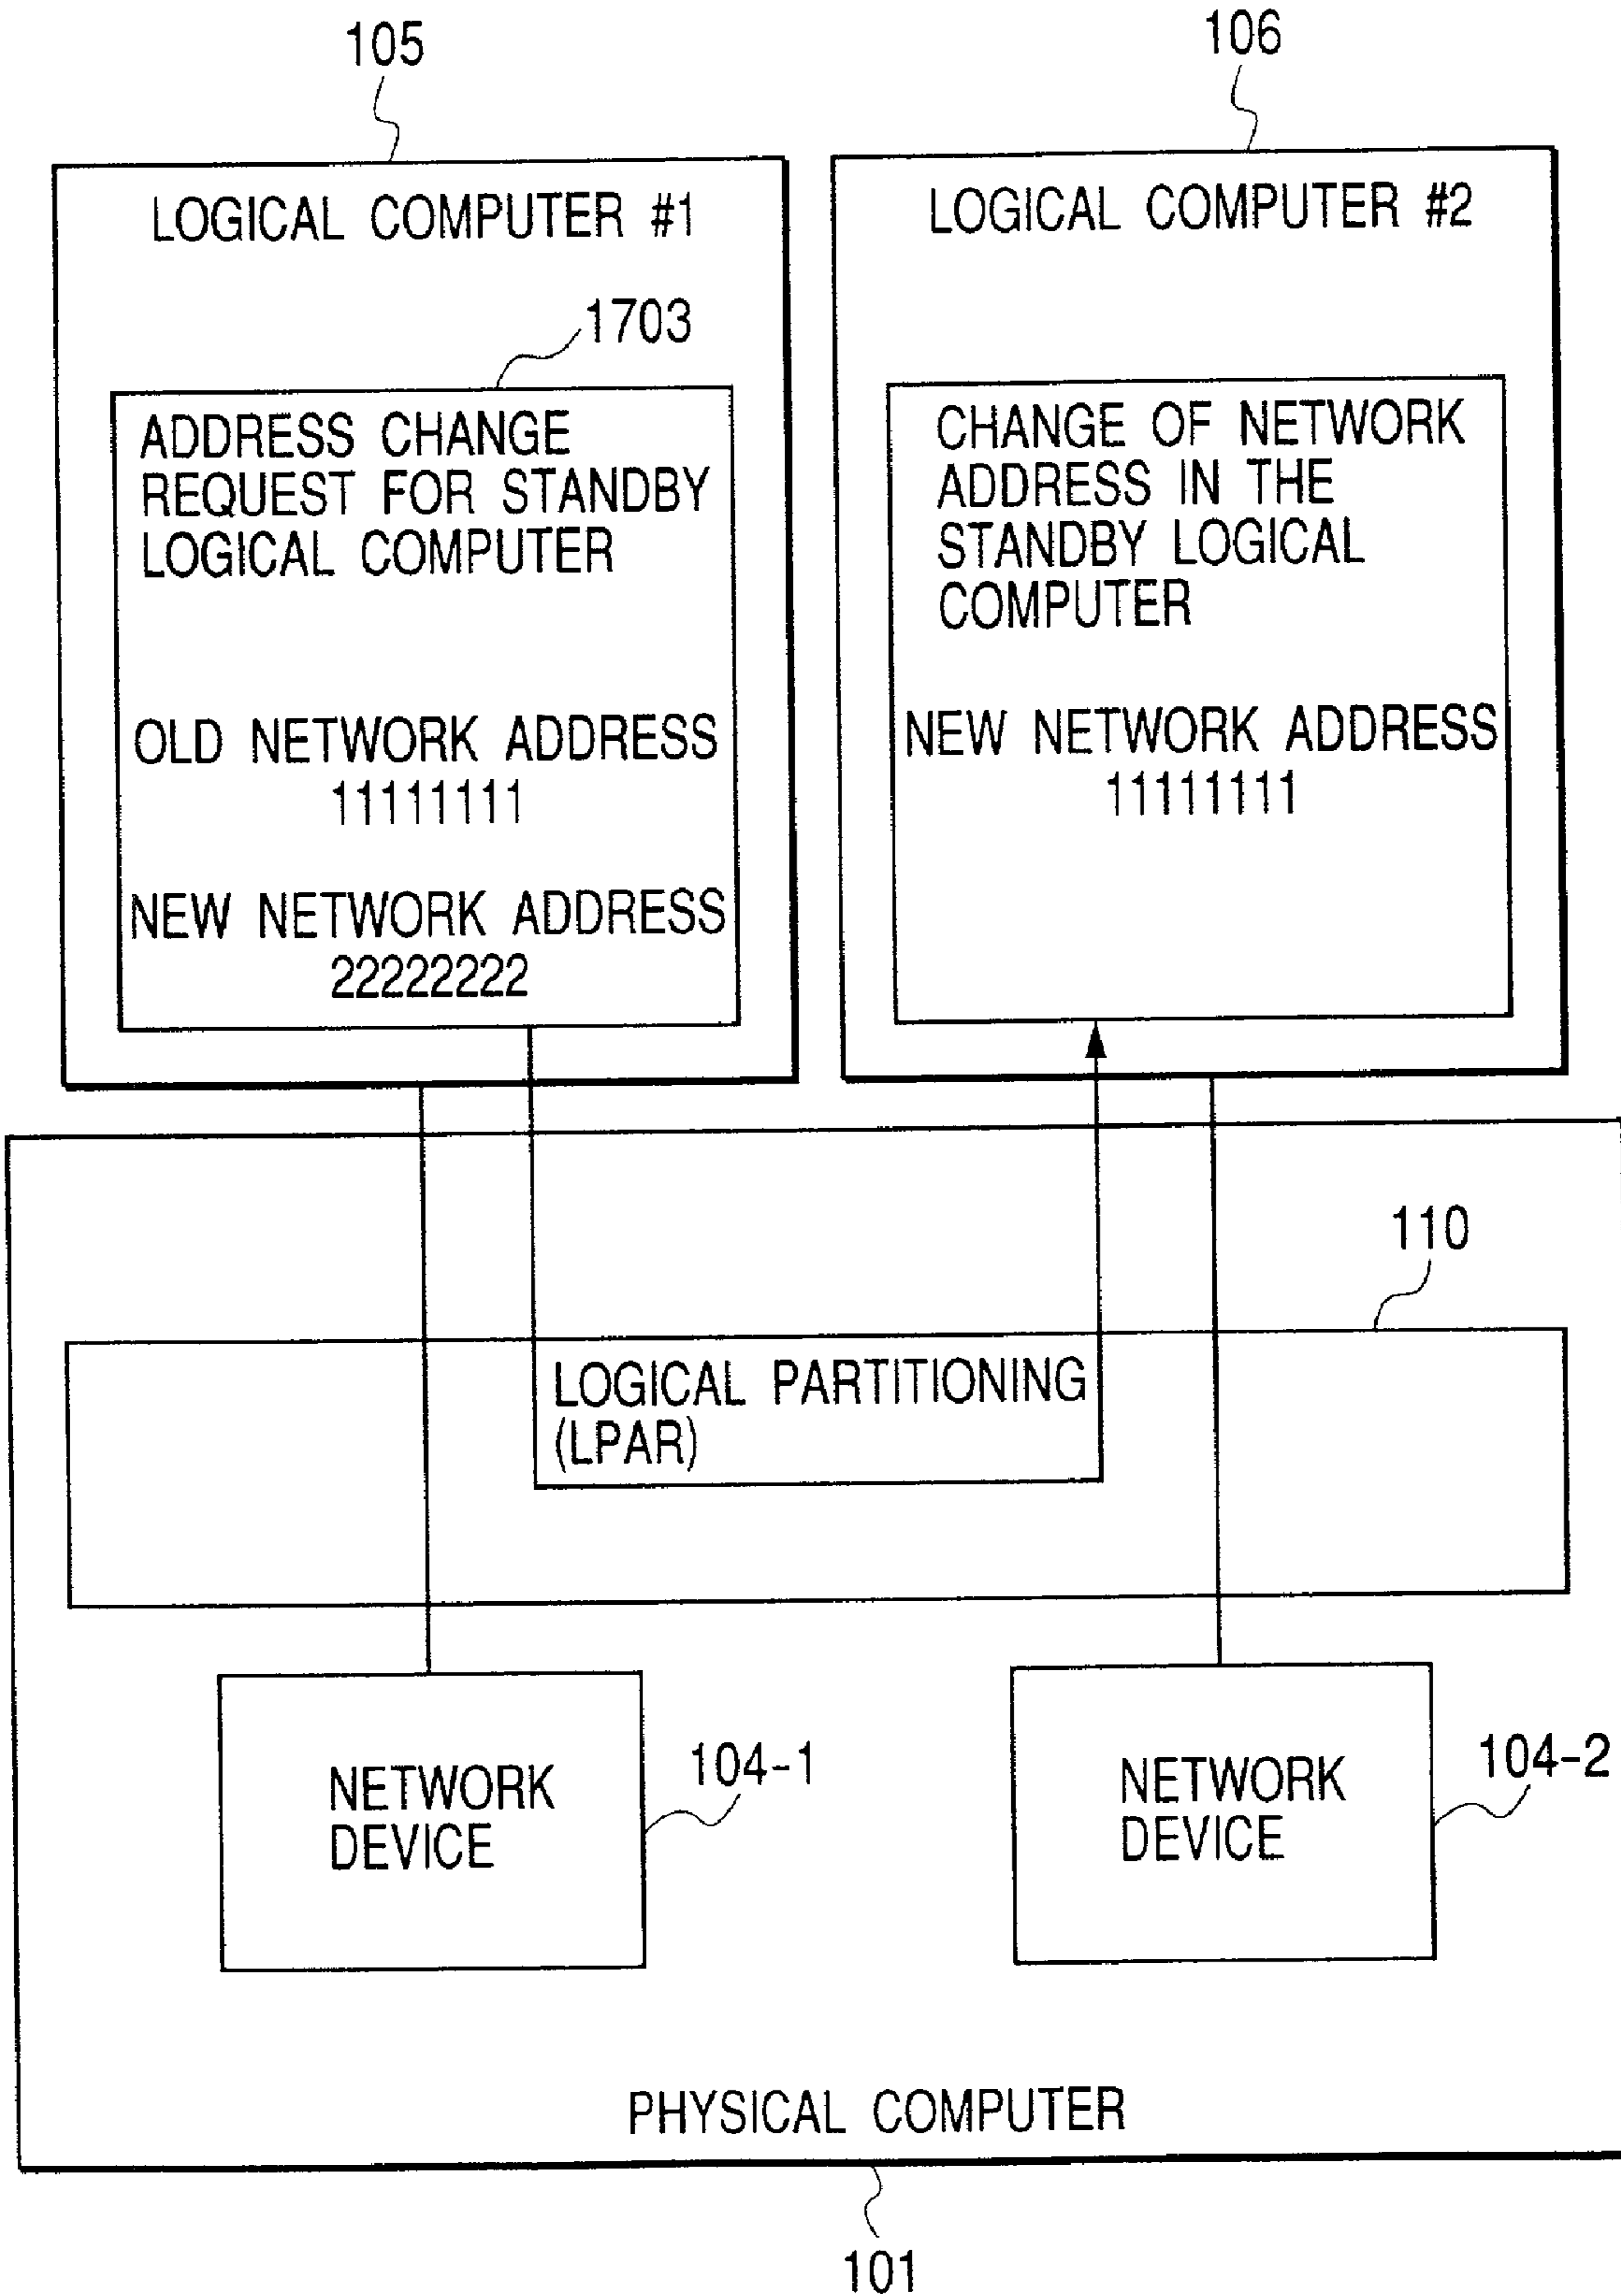 105
106
LOGICAL COMPUTER #1
LOGICAL COMPUTER #2
1703
ADDRESS CHANGE
REQUEST FOR STANDBY
LOGICAL COMPUTER
OLD NETWORK ADDRESS
11111111
NEW NETWORK ADDRESS
22222222
CHANGE OF NETWORK
ADDRESS IN THE
STANDBY LOGICAL
COMPUTER
NEW NETWORK ADDRESS
11111111
110
LOGICAL PARTITIONING
(LPAR)
NETWORK
DEVICE
104-1
NETWORK
DEVICE
104-2
PHYSICAL COMPUTER
101